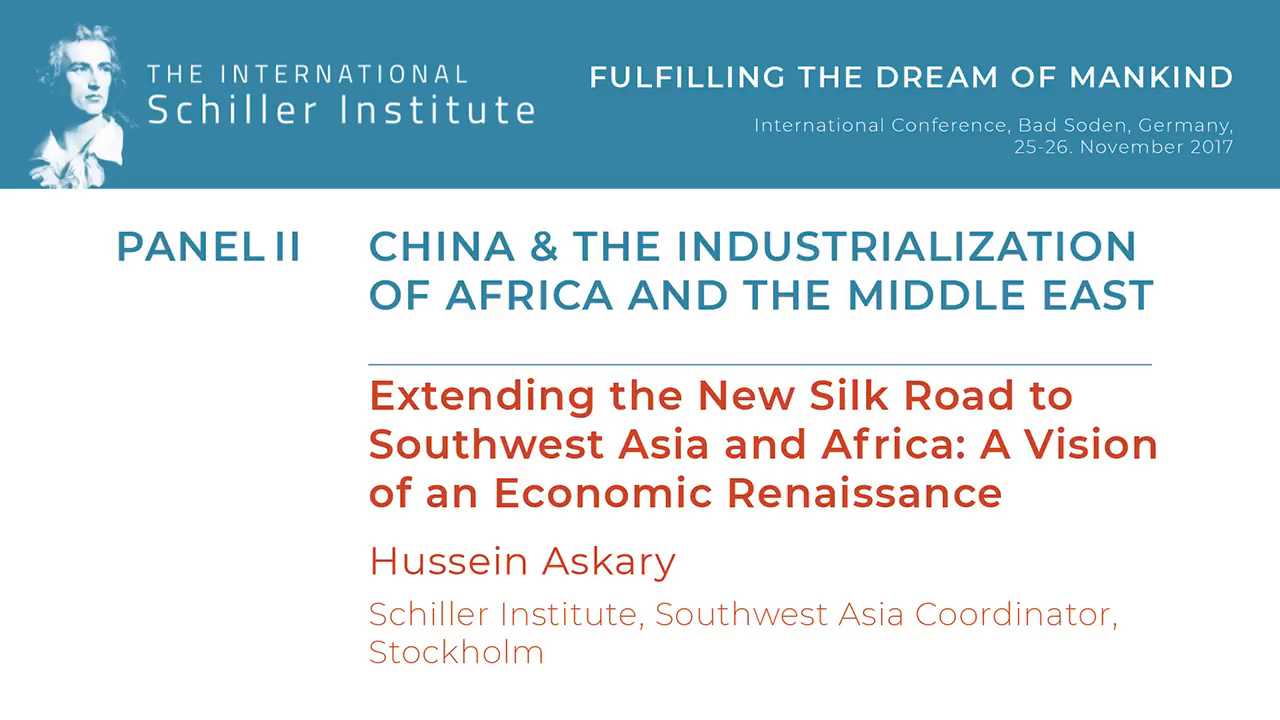 THE INTERNATIONAL
Schiller Institute
FULFILLING THE DREAM OF MANKIND
International Conference, Bad Soden, Germany,
25-26. November 2017
PANEL II
CHINA & THE INDUSTRIALIZATION
OF AFRICA AND THE MIDDLE EAST
Extending the New Silk Road to
Southwest Asia and Africa: A Vision
of an Economic Renaissance
Hussein Askary
Schiller Institute, Southwest Asia Coordinator,
Stockholm